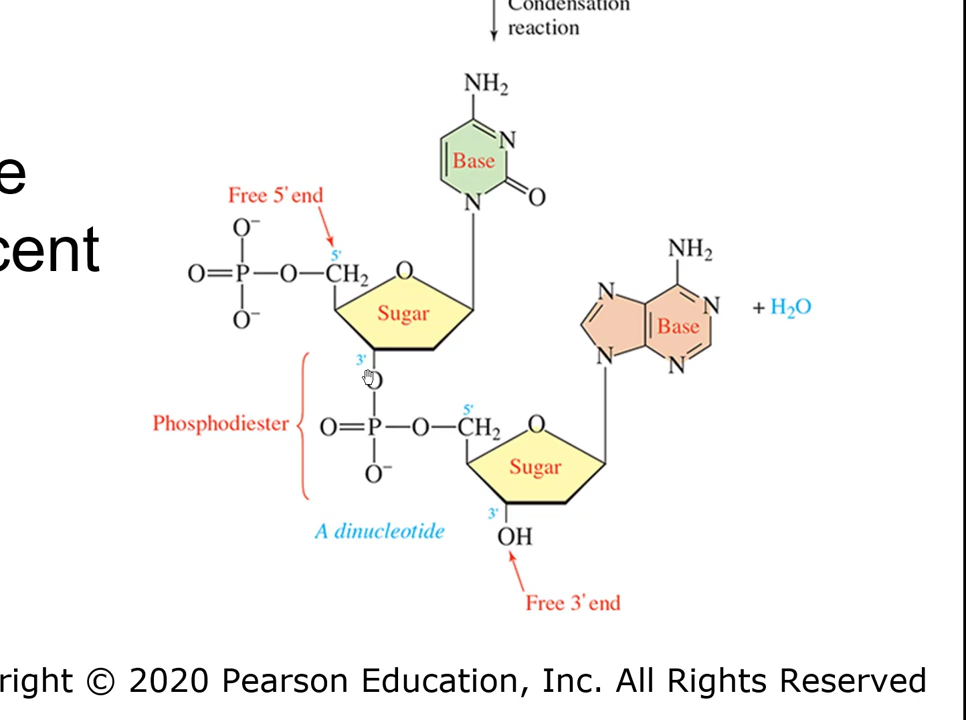 Condensation
reaction
NH₂
N
Base
N
O
e
cent
Free 5' end
O⁻
5'
O=P—O—CH₂
O
O⁻
Sugar
3'
O
NH₂
N
N
Base
N
N
+ H₂O
Phosphodiester
5'
O=P—O—CH₂
O
O⁻
Sugar
3'
OH
A dinucleotide
Free 3' end
right © 2020 Pearson Education, Inc. All Rights Reserved